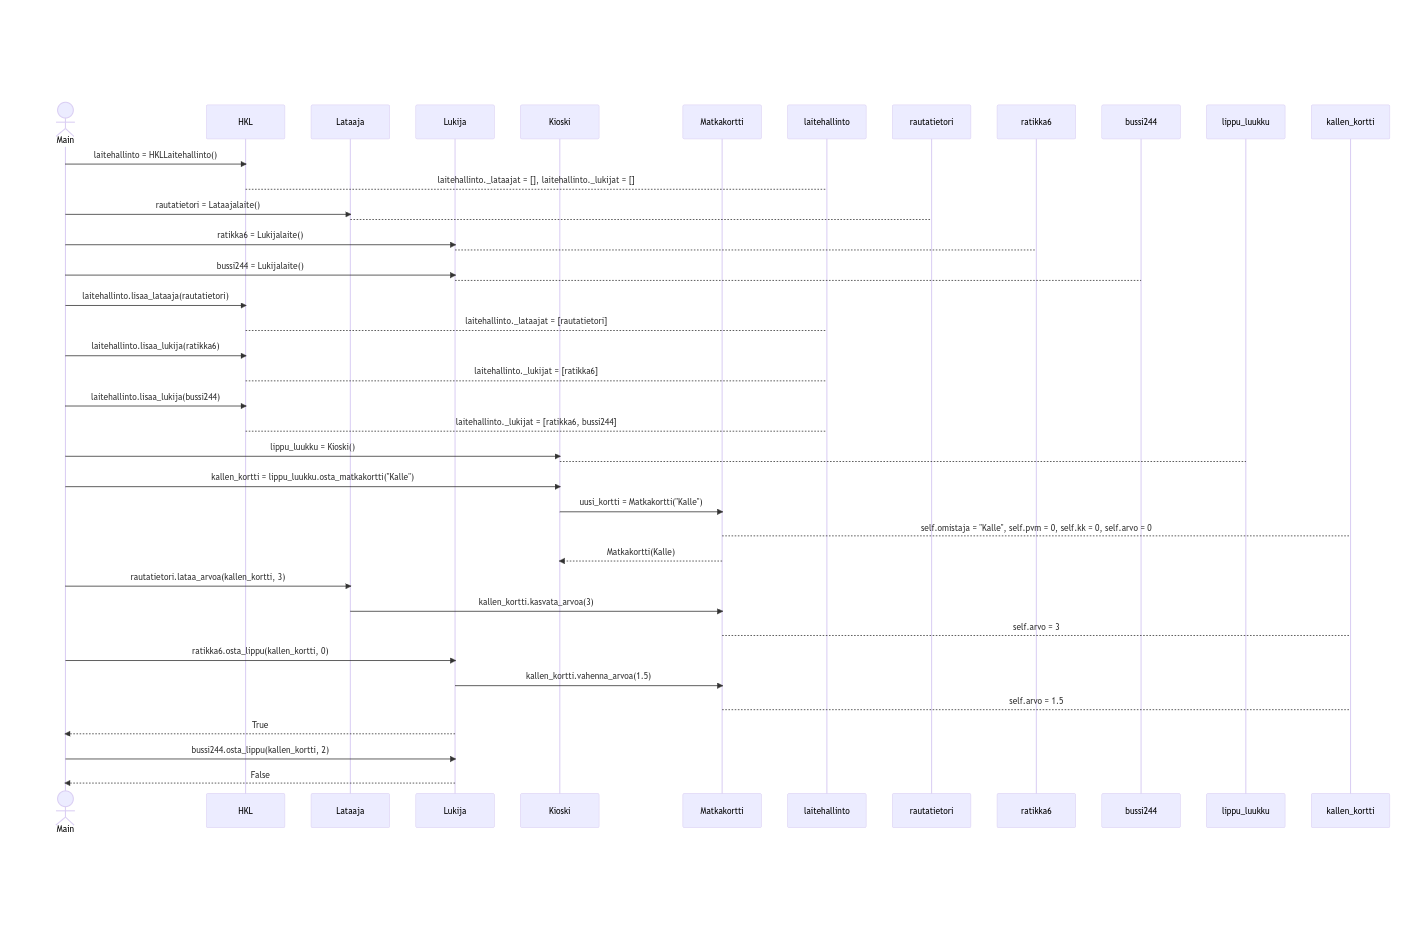 Main
HKL
Lataaja
Lukija
Kioski
Matkakortti
laitehallinto
rautatietori
ratikka6
bussi244
lippu_luukku
kallen_kortti
laitehallinto = HKLLaitehallinto()
laitehallinto._lataajat = [], laitehallinto._lukijat = []
rautatietori = Lataajalaite()
ratikka6 = Lukijalaite()
bussi244 = Lukijalaite()
laitehallinto.lisaa_lataaja(rautatietori)
laitehallinto._lataajat = [rautatietori]
laitehallinto.lisaa_lukija(ratikka6)
laitehallinto._lukijat = [ratikka6]
laitehallinto.lisaa_lukija(bussi244)
laitehallinto._lukijat = [ratikka6, bussi244]
lippu_luukku = Kioski()
kallen_kortti = lippu_luukku.osta_matkakortti("Kalle")
uusi_kortti = Matkakortti("Kalle")
self.omistaja = "Kalle", self.pvm = 0, self.kk = 0, self.arvo = 0
Matkakortti(Kalle)
rautatietori.lataa_arvoa(kallen_kortti, 3)
kallen_kortti.kasvata_arvoa(3)
self.arvo = 3
ratikka6.osta_lippu(kallen_kortti, 0)
kallen_kortti.vahenna_arvoa(1.5)
self.arvo = 1.5
True
bussi244.osta_lippu(kallen_kortti, 2)
False
Main
HKL
Lataaja
Lukija
Kioski
Matkakortti
laitehallinto
rautatietori
ratikka6
bussi244
lippu_luukku
kallen_kortti